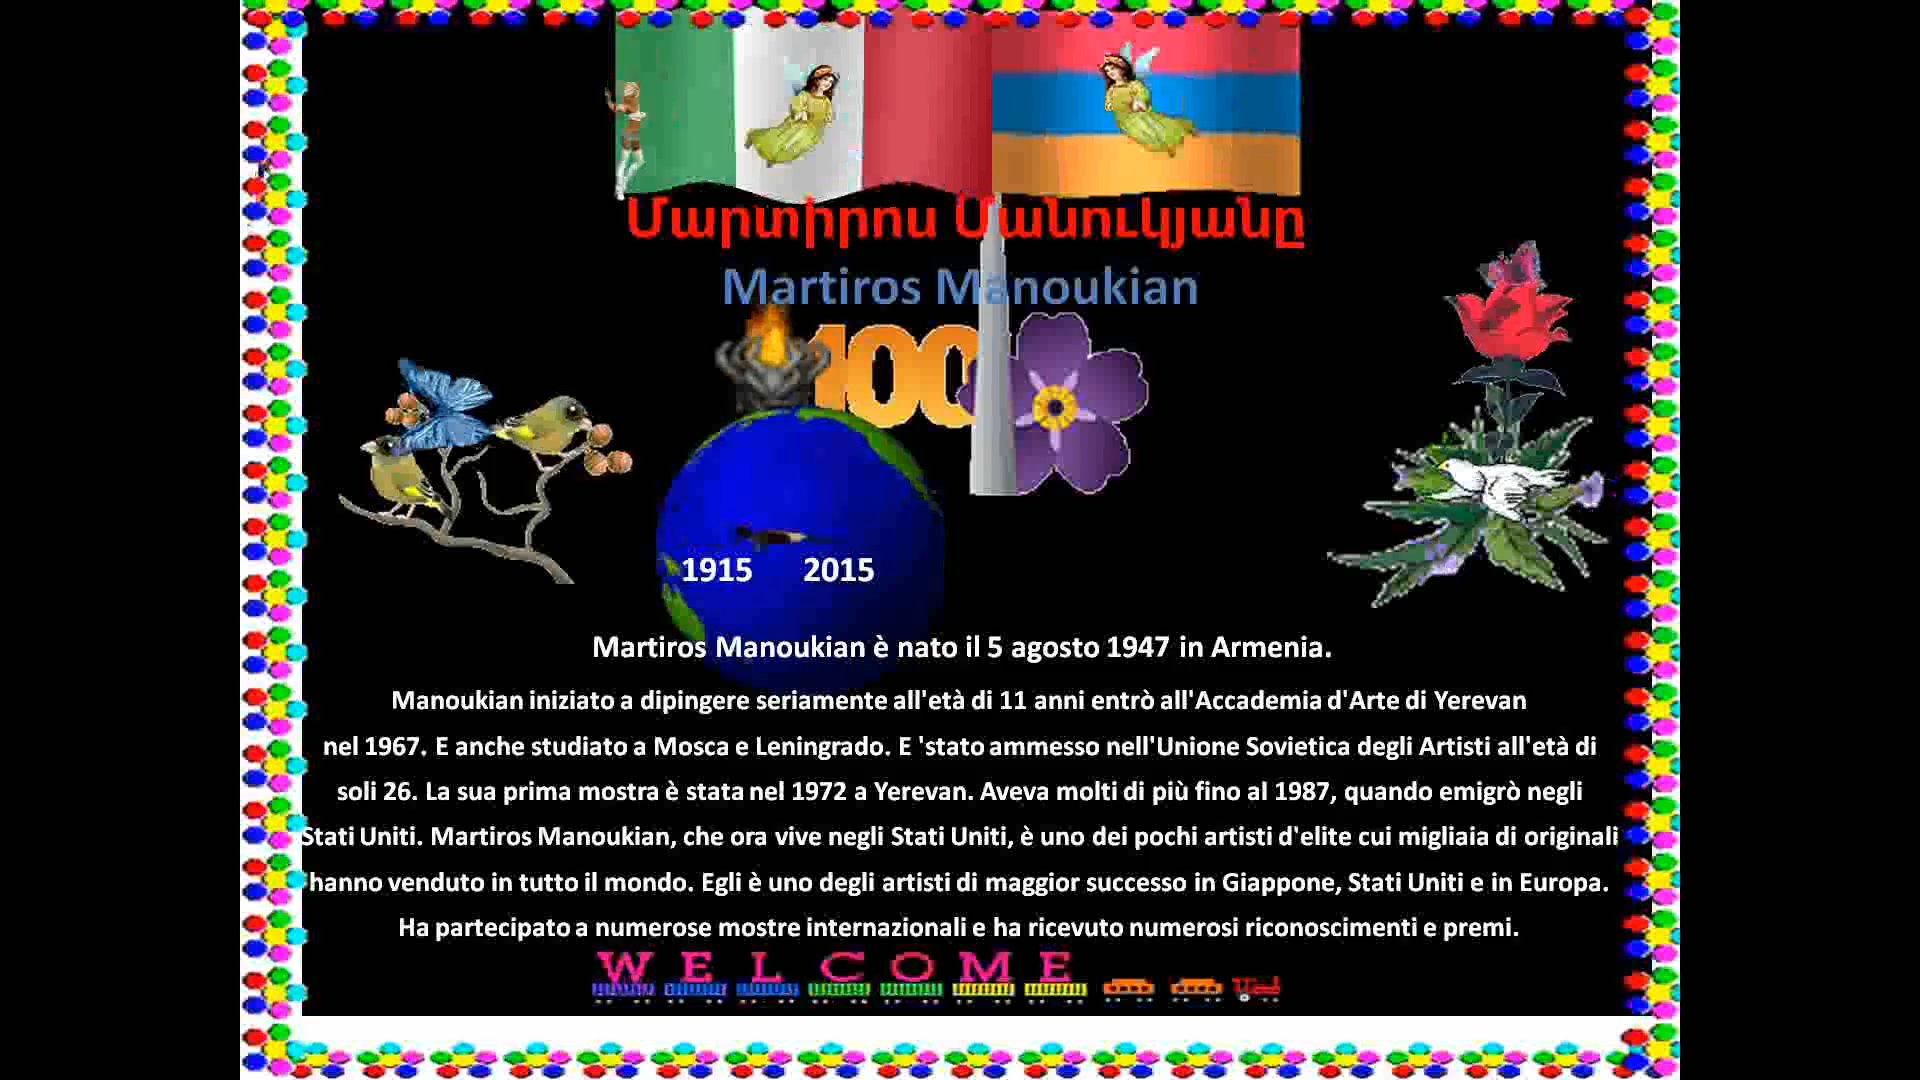 Մարտիրոս Մանուկյանը
Martiros Manoukian
100
1915 2015
Martiros Manoukian è nato il 5 agosto 1947 in Armenia.
Manoukian iniziato a dipingere seriamente all'età di 11 anni entrò all'Accademia d'Arte di Yerevan
nel 1967. E anche studiato a Mosca e Leningrado. E 'stato ammesso nell'Unione Sovietica degli Artisti all'età di
soli 26. La sua prima mostra è stata nel 1972 a Yerevan. Aveva molti di più fino al 1987, quando emigrò negli
Stati Uniti. Martiros Manoukian, che ora vive negli Stati Uniti, è uno dei pochi artisti d'elite cui migliaia di originali
hanno venduto in tutto il mondo. Egli è uno degli artisti di maggior successo in Giappone, Stati Uniti e in Europa.
Ha partecipato a numerose mostre internazionali e ha ricevuto numerosi riconoscimenti e premi.
WELCOME